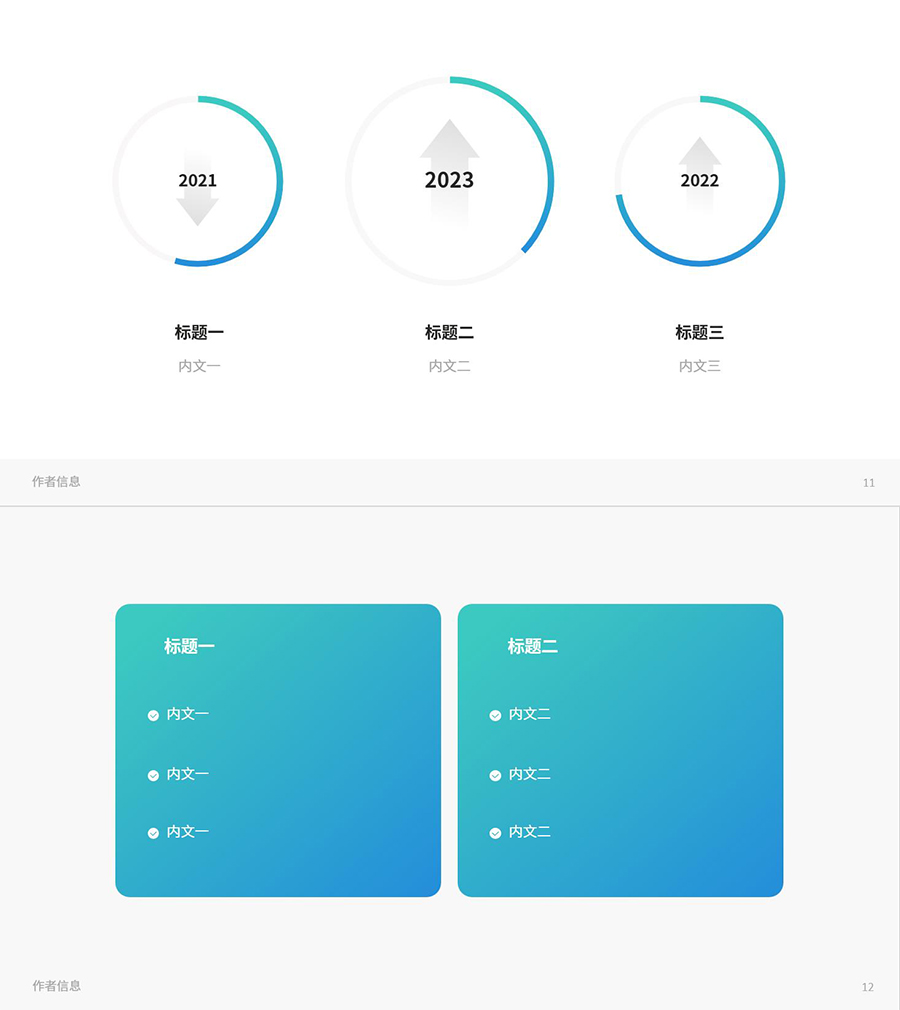 2021
2023
2022
标题一
标题二
标题三
内文一
内文二
内文三
作者信息
11
标题一
内文一
内文一
内文一
标题二
内文二
内文二
内文二
作者信息
12